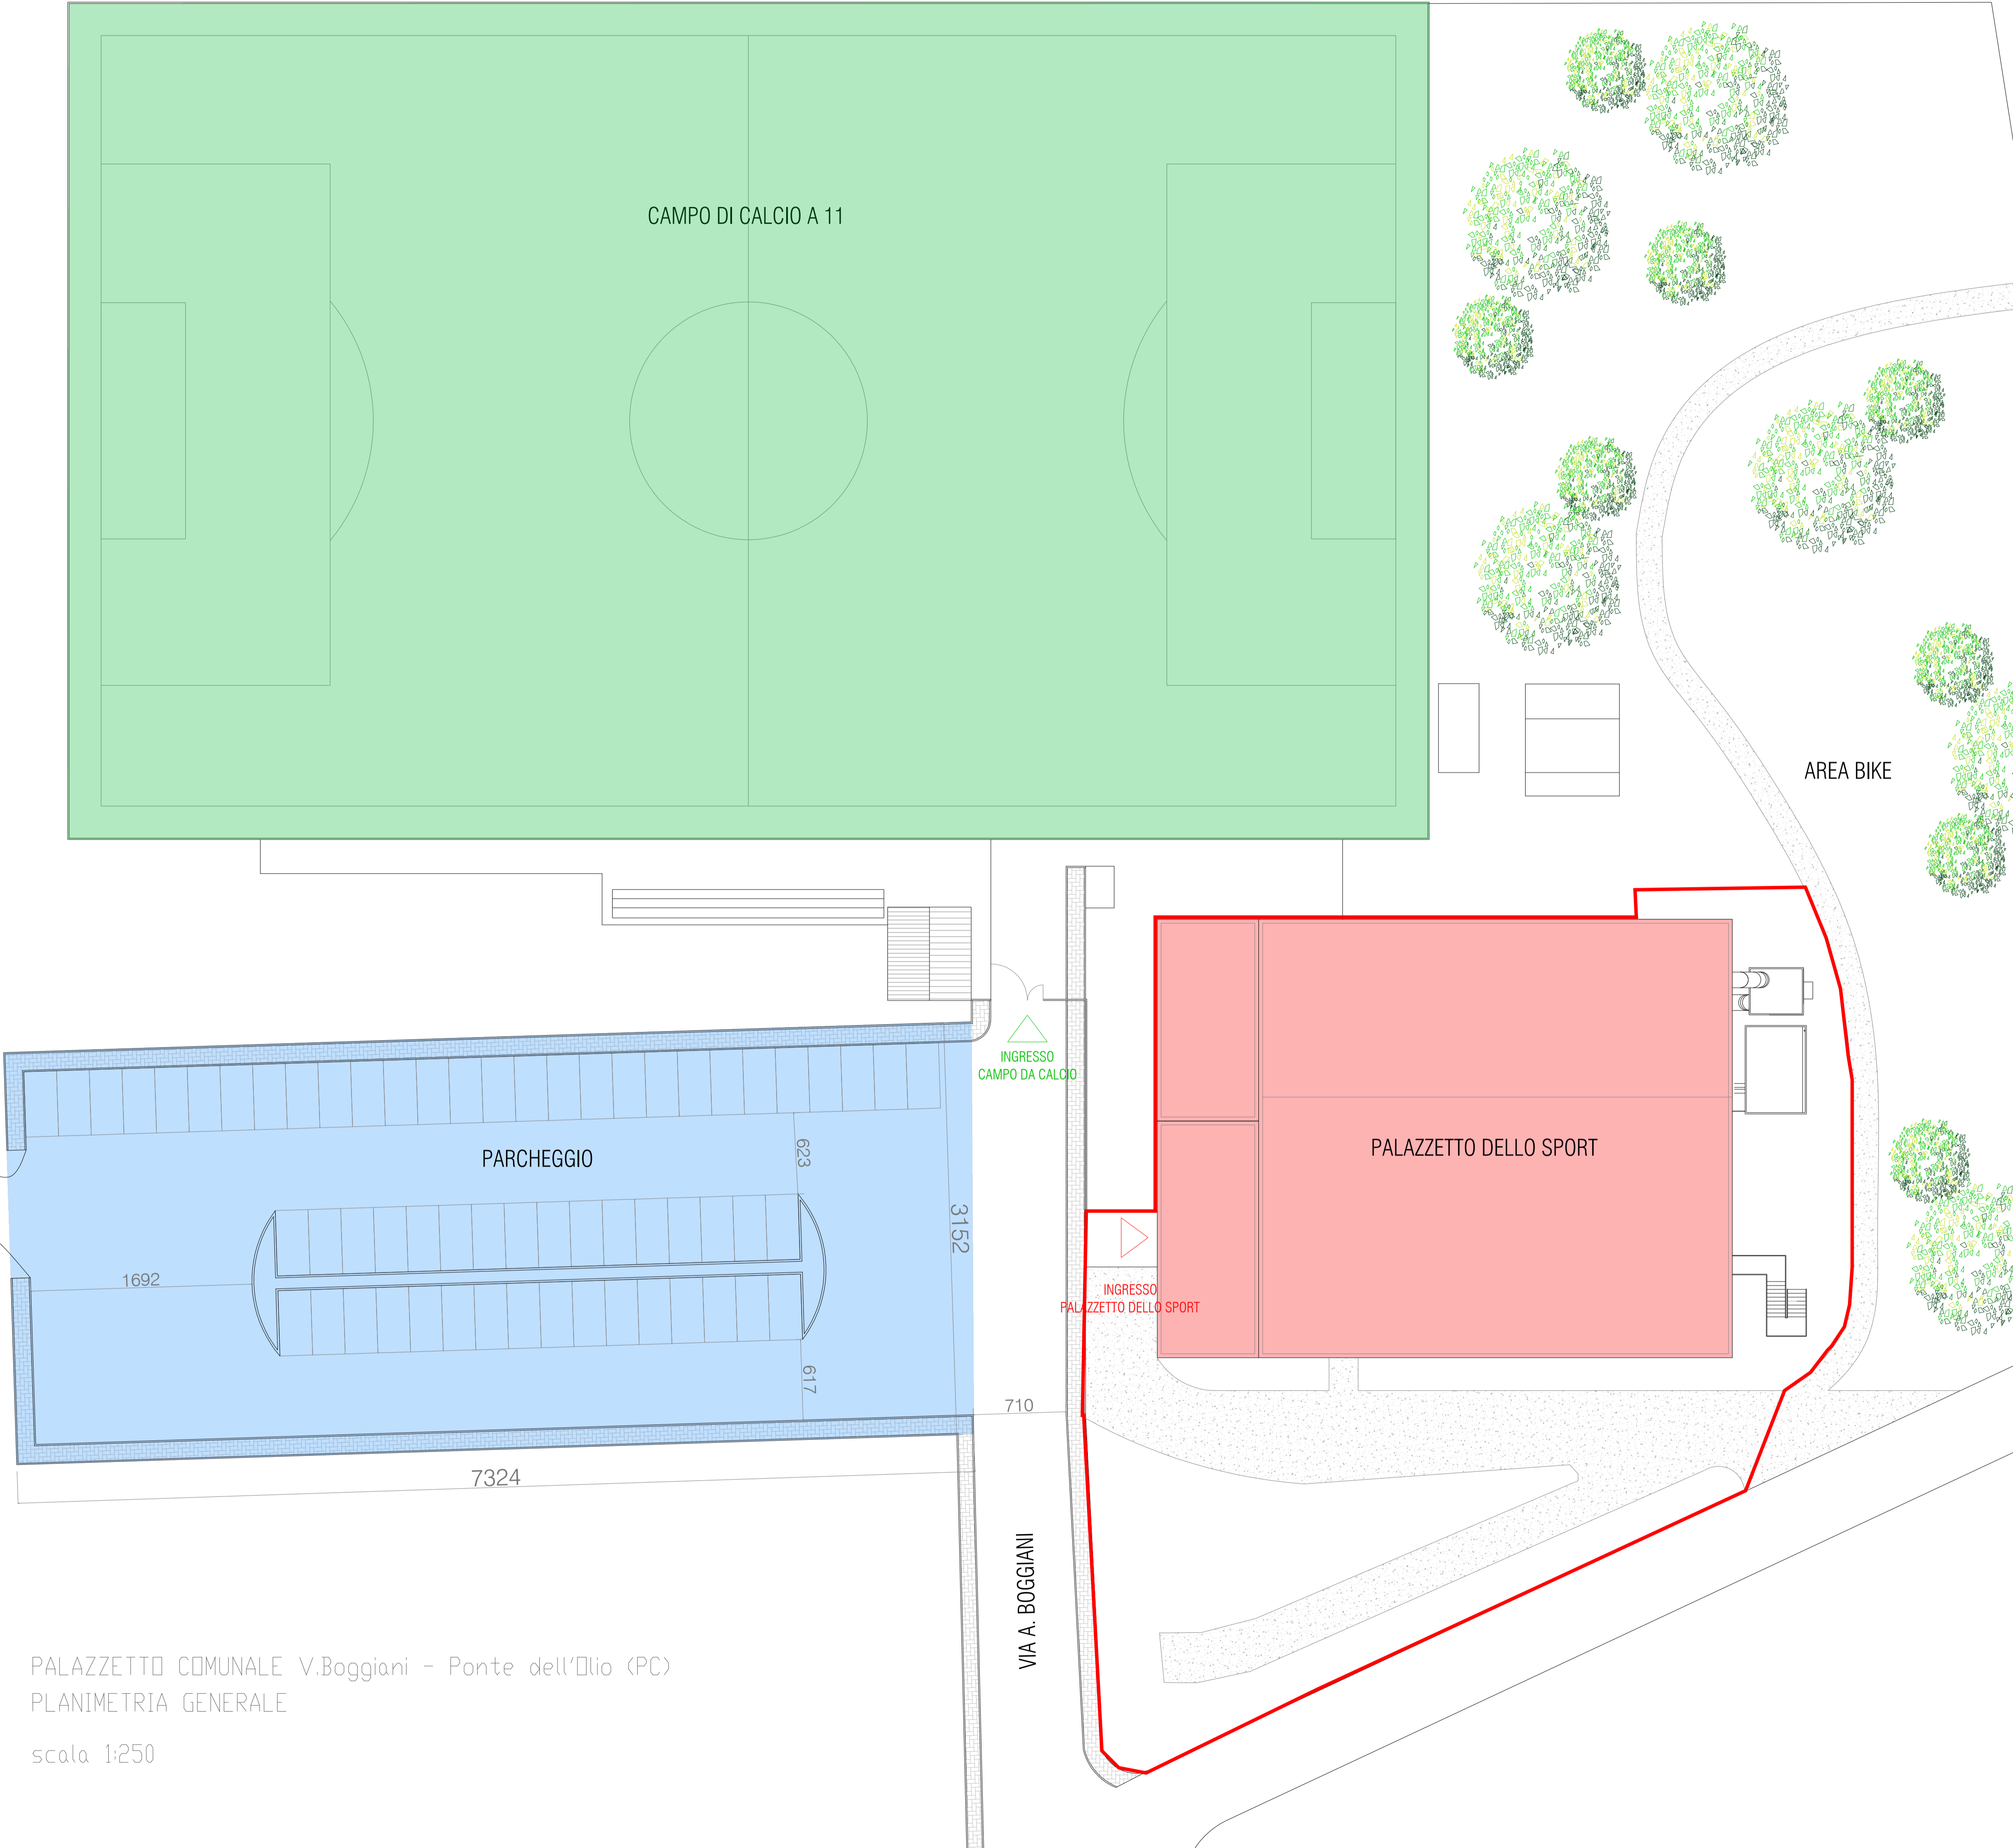 CAMPO DI CALCIO A 11
AREA BIKE
INGRESSO
CAMPO DA CALCIO
PARCHEGGIO
623
3152
1692
617
710
7324
PALAZZETTO DELLO SPORT
INGRESSO
PALAZZETTO DELLO SPORT
VIA A. BOGGIANI
PALAZZETTO COMUNALE V.Boggiani - Ponte dell'Olio (PC)
PLANIMETRIA GENERALE
scala 1:250